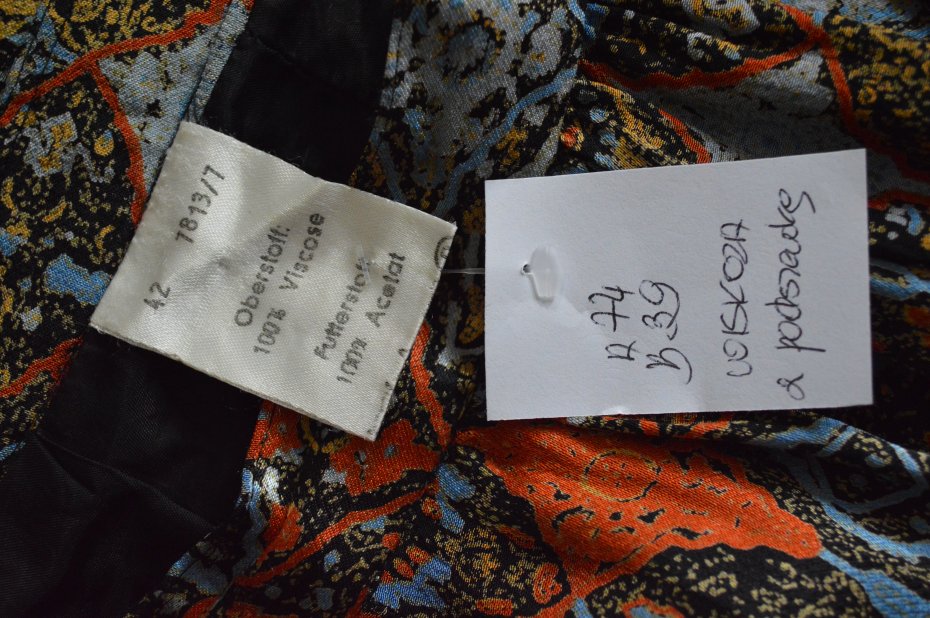 42 7813/7
Oberstoff:
100% Viscose
Futterstoff
100% Acetat
A 74
B 39
WISKOZA
z podszewką